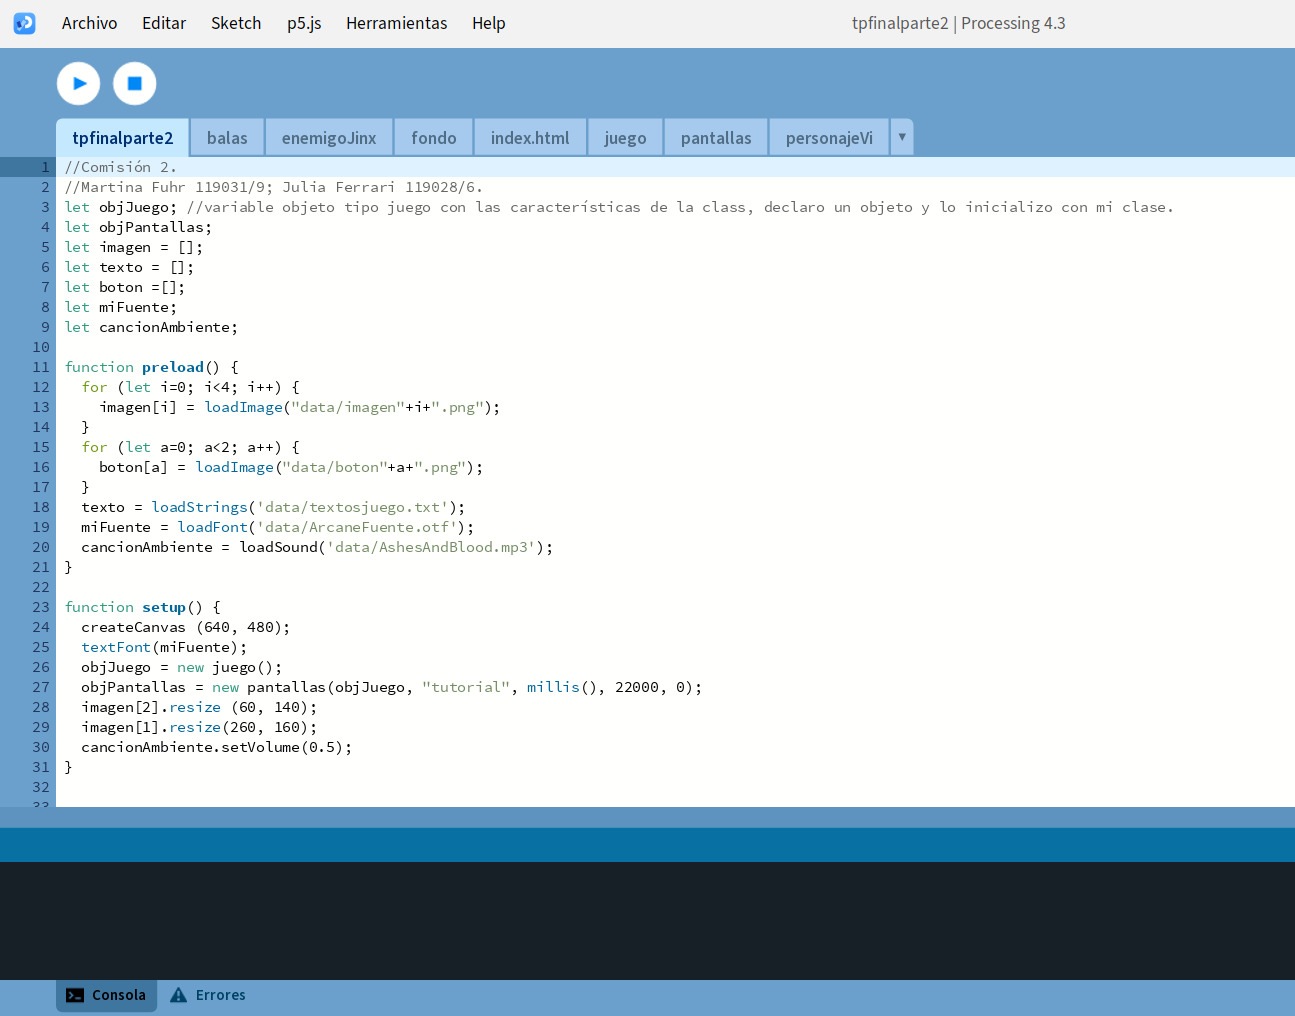 Archivo Editar Sketch p5.js Herramientas Help tpfinalparte2 | Processing 4.3
tpfinalparte2 balas enemigoJinx fondo index.html juego pantallas personajeVi ▼
1 //Comisión 2.
2 //Martina Fuhr 119031/9; Julia Ferrari 119028/6.
3 let objJuego; //variable objeto tipo juego con las características de la class, declaro un objeto y lo inicializo con mi clase.
4 let objPantallas;
5 let imagen = [];
6 let texto = [];
7 let boton =[];
8 let miFuente;
9 let cancionAmbiente;
10
11 function preload() {
12   for (let i=0; i<4; i++) {
13     imagen[i] = loadImage("data/imagen"+i+".png");
14   }
15   for (let a=0; a<2; a++) {
16     boton[a] = loadImage("data/boton"+a+".png");
17   }
18   texto = loadStrings('data/textosjuego.txt');
19   miFuente = loadFont('data/ArcaneFuente.otf');
20   cancionAmbiente = loadSound('data/AshesAndBlood.mp3');
21 }
22
23 function setup() {
24   createCanvas (640, 480);
25   textFont(miFuente);
26   objJuego = new juego();
27   objPantallas = new pantallas(objJuego, "tutorial", millis(), 22000, 0);
28   imagen[2].resize (60, 140);
29   imagen[1].resize(260, 160);
30   cancionAmbiente.setVolume(0.5);
31 }
32
33
Consola Errores